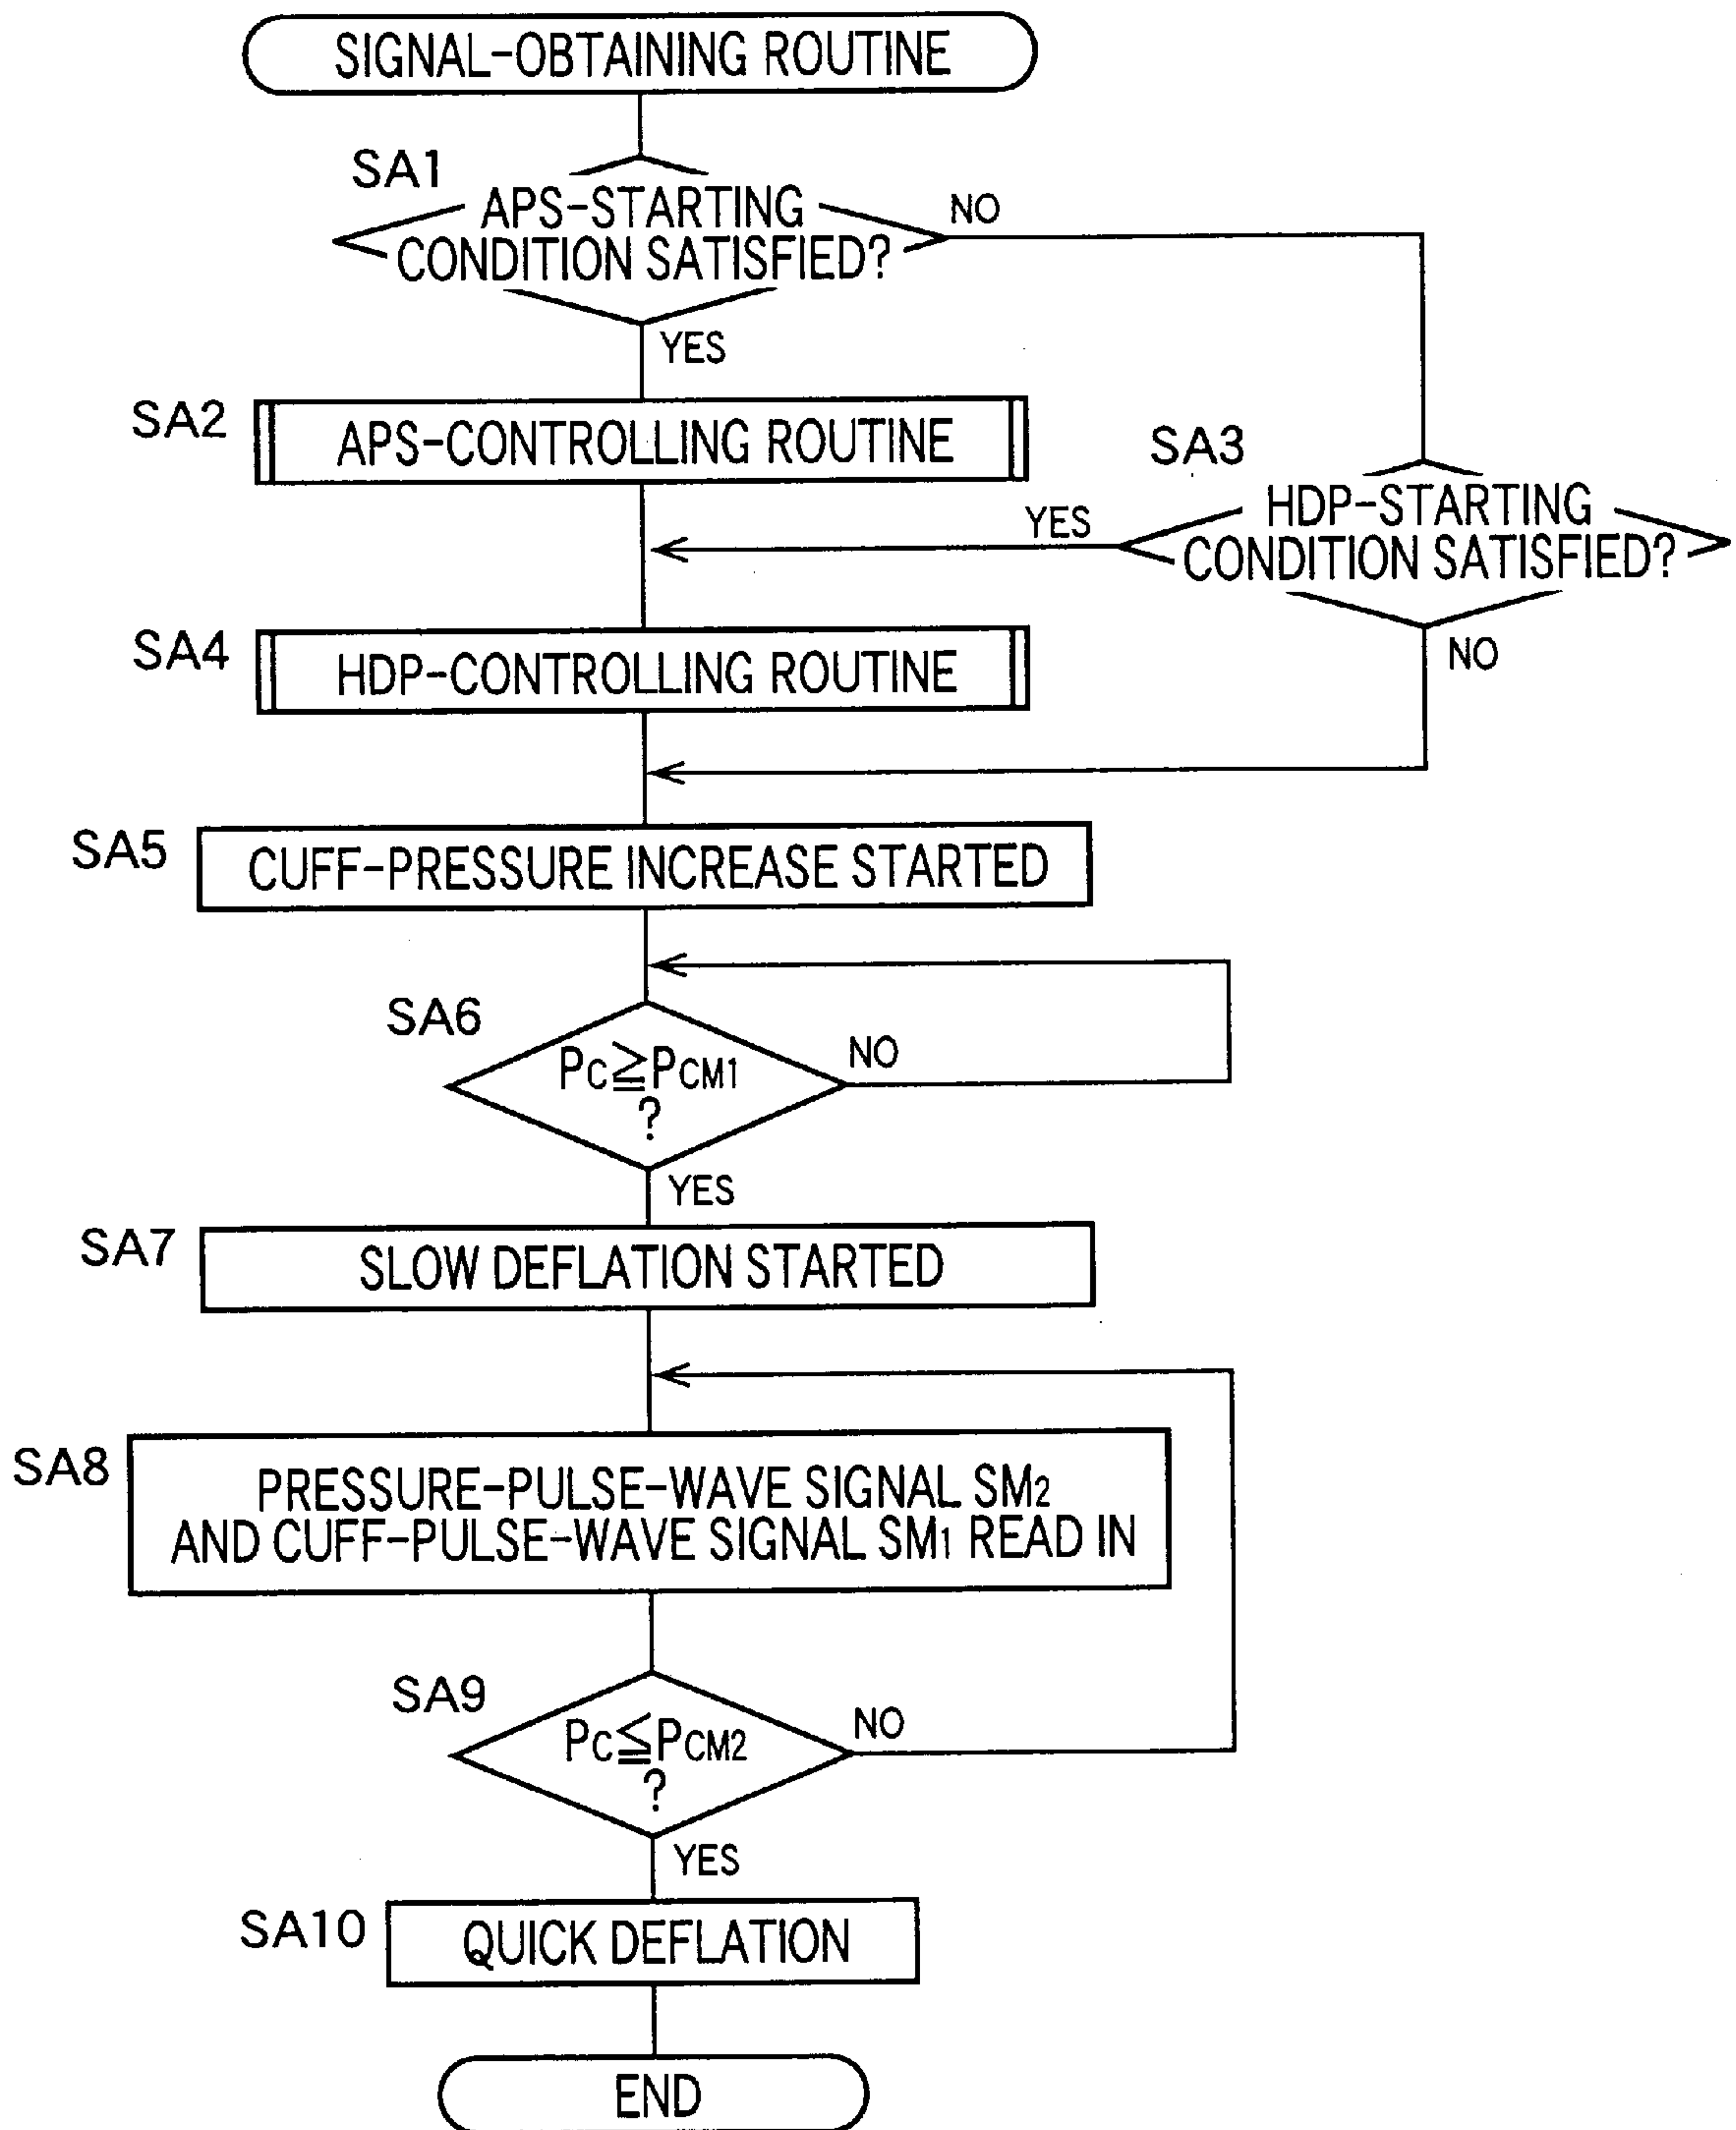 SIGNAL-OBTAINING ROUTINE
SA1
APS-STARTING
CONDITION SATISFIED?
NO
YES
SA2
APS-CONTROLLING ROUTINE
SA3
HDP-STARTING
CONDITION SATISFIED?
YES
NO
SA4
HDP-CONTROLLING ROUTINE
SA5
CUFF-PRESSURE INCREASE STARTED
SA6
PC≧PCM1
?
NO
YES
SA7
SLOW DEFLATION STARTED
SA8
PRESSURE-PULSE-WAVE SIGNAL SM2
AND CUFF-PULSE-WAVE SIGNAL SM1 READ IN
SA9
PC≦PCM2
?
NO
YES
SA10
QUICK DEFLATION
END